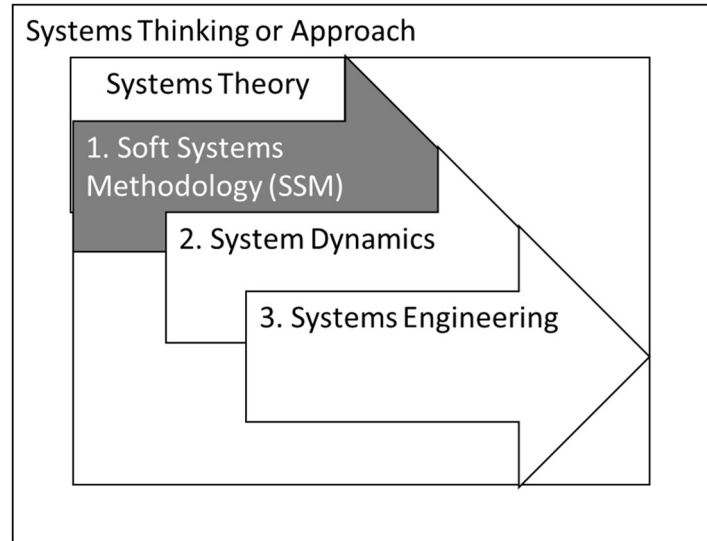 Systems Thinking or Approach
Systems Theory
1. Soft Systems
Methodology (SSM)
2. System Dynamics
3. Systems Engineering